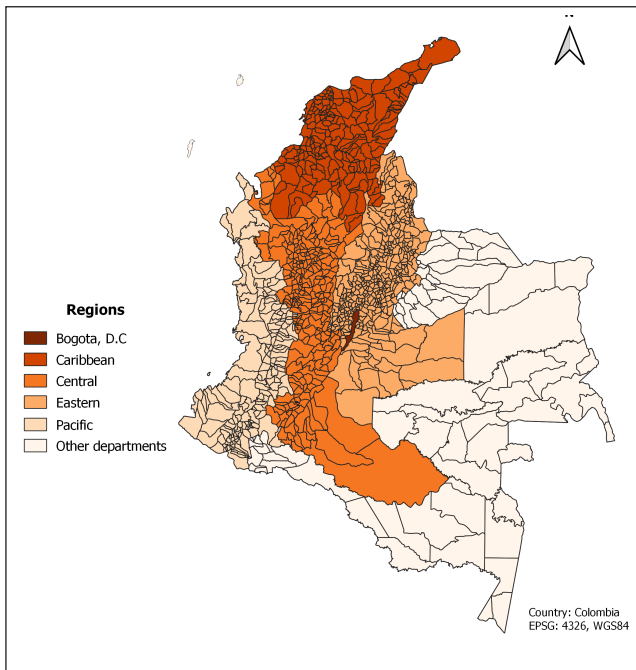 Regions
Bogota, D.C
Caribbean
Central
Eastern
Pacific
Other departments
Country: Colombia
EPSG: 4326, WGS84